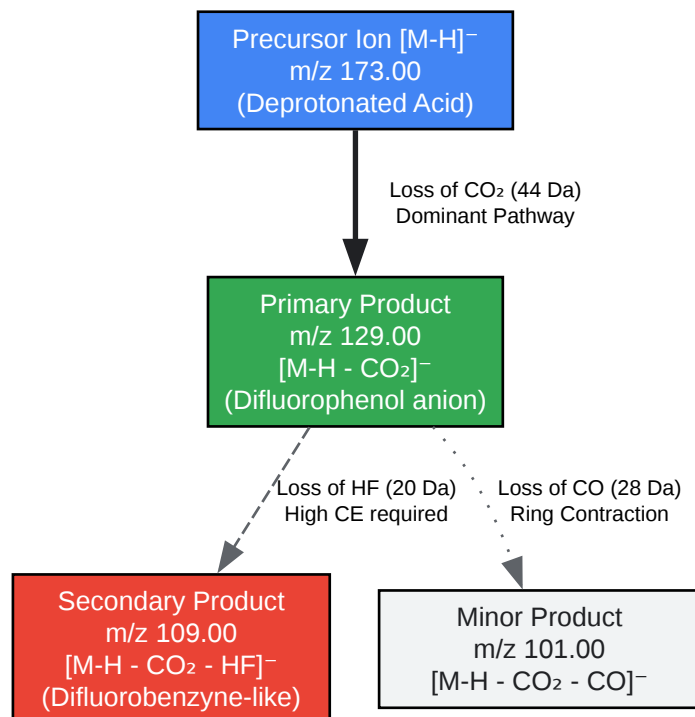 Precursor Ion [M-H]⁻
m/z 173.00
(Deprotonated Acid)
Loss of CO₂ (44 Da)
Dominant Pathway
Primary Product
m/z 129.00
[M-H - CO₂]⁻
(Difluorophenol anion)
Loss of HF (20 Da)
High CE required
Loss of CO (28 Da)
Ring Contraction
Secondary Product
m/z 109.00
[M-H - CO₂ - HF]⁻
(Difluorobenzyne-like)
Minor Product
m/z 101.00
[M-H - CO₂ - CO]⁻